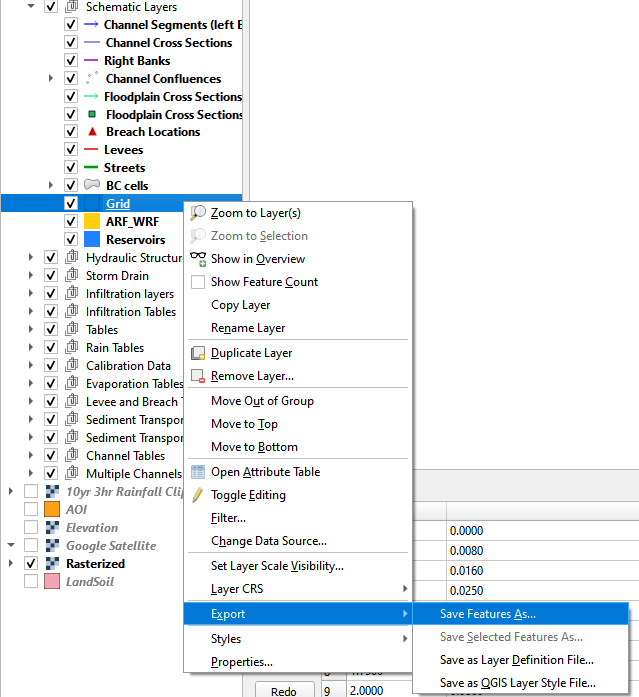 Schematic Layers
Channel Segments (left B
Channel Cross Sections
Right Banks
Channel Confluences
Floodplain Cross Sections
Floodplain Cross Sections
Breach Locations
Levees
Streets
BC cells
Grid
ARF_WRF
Reservoirs
Hydraulic Structure
Storm Drain
Infiltration layers
Infiltration Tables
Tables
Rain Tables
Calibration Data
Evaporation Tables
Levee and Breach T
Sediment Transpor
Sediment Transpor
Channel Tables
Multiple Channels
10yr 3hr Rainfall Clip
AOI
Elevation
Google Satellite
Rasterized
LandSoil
Zoom to Layer(s)
Zoom to Selection
Show in Overview
Show Feature Count
Copy Layer
Rename Layer
Duplicate Layer
Remove Layer...
Move Out of Group
Move to Top
Move to Bottom
Open Attribute Table
Toggle Editing
Filter...
Change Data Source...
Set Layer Scale Visibility...
Layer CRS
Export
Styles
Properties...
Save Features As...
Save Selected Features As...
Save as Layer Definition File...
Save as QGIS Layer Style File...
0.0000
0.0080
0.0160
0.0250
Redo
9 2.0000